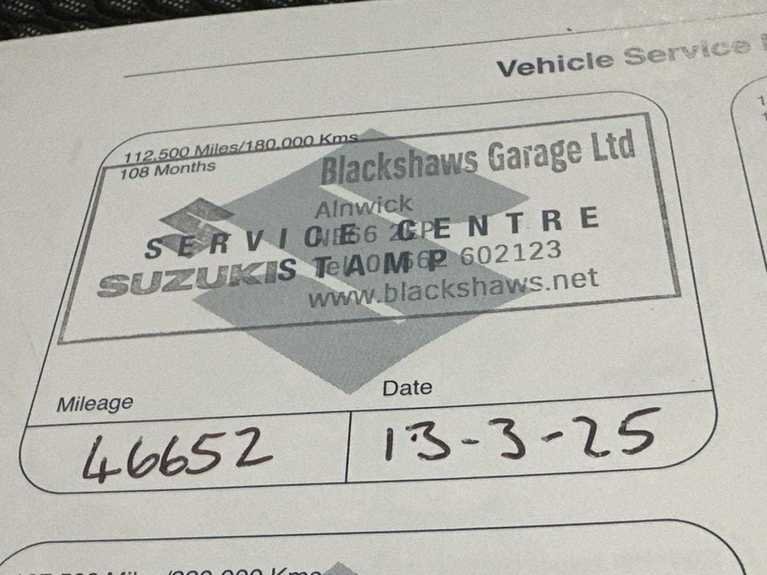 Vehicle Service
112,500 Miles/180,000 Kms
108 Months
Blackshaws Garage Ltd
Alnwick
SERVICE CENTRE
SUZUKI STAMP 602123
www.blackshaws.net
Mileage
Date
46652
13-3-25